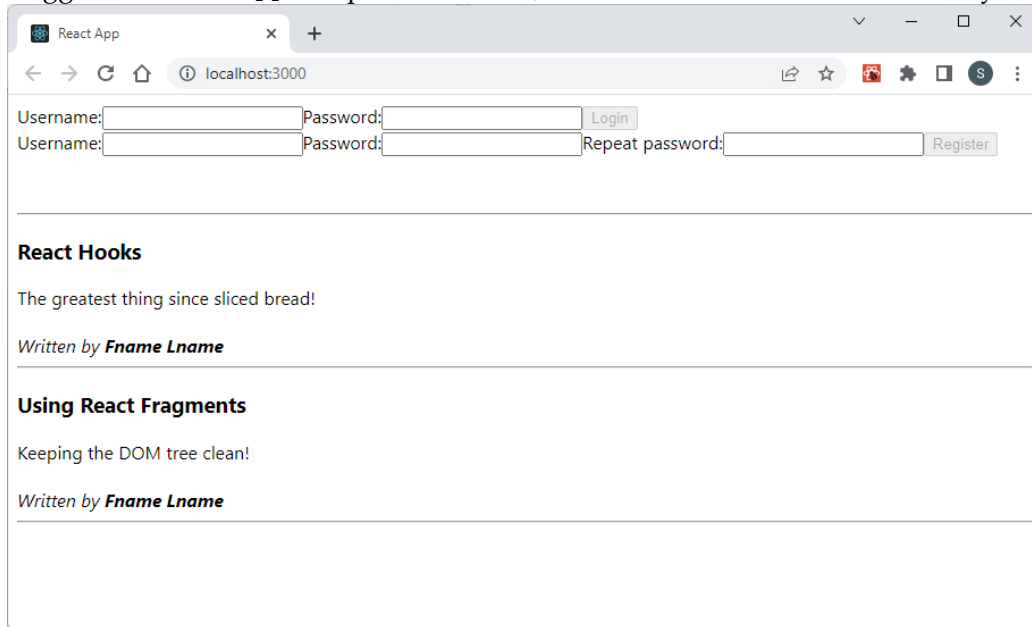 React App
localhost:3000
S
Username: Password: Login
Username: Password: Repeat password: Register
React Hooks
The greatest thing since sliced bread!
Written by Fname Lname
Using React Fragments
Keeping the DOM tree clean!
Written by Fname Lname